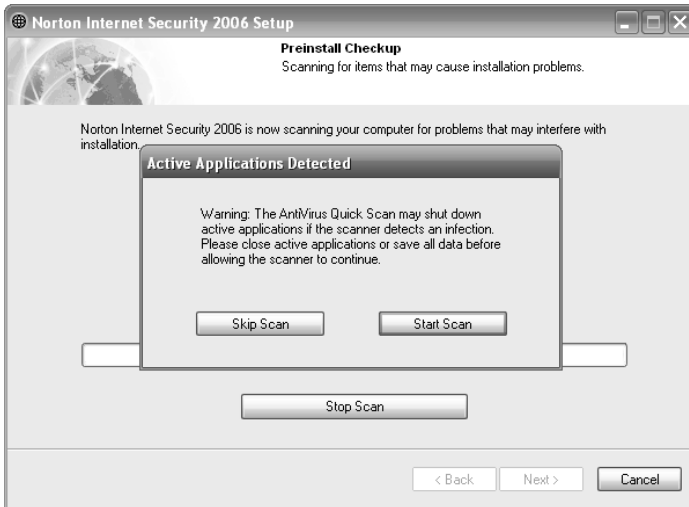 Norton Internet Security 2006 Setup
Preinstall Checkup
Scanning for items that may cause installation problems.
Norton Internet Security 2006 is now scanning your computer for problems that may interfere with
installation.
Active Applications Detected
Warning: The AntiVirus Quick Scan may shut down
active applications if the scanner detects an infection.
Please close active applications or save all data before
allowing the scanner to continue.
Skip Scan
Start Scan
Stop Scan
< Back
Next >
Cancel